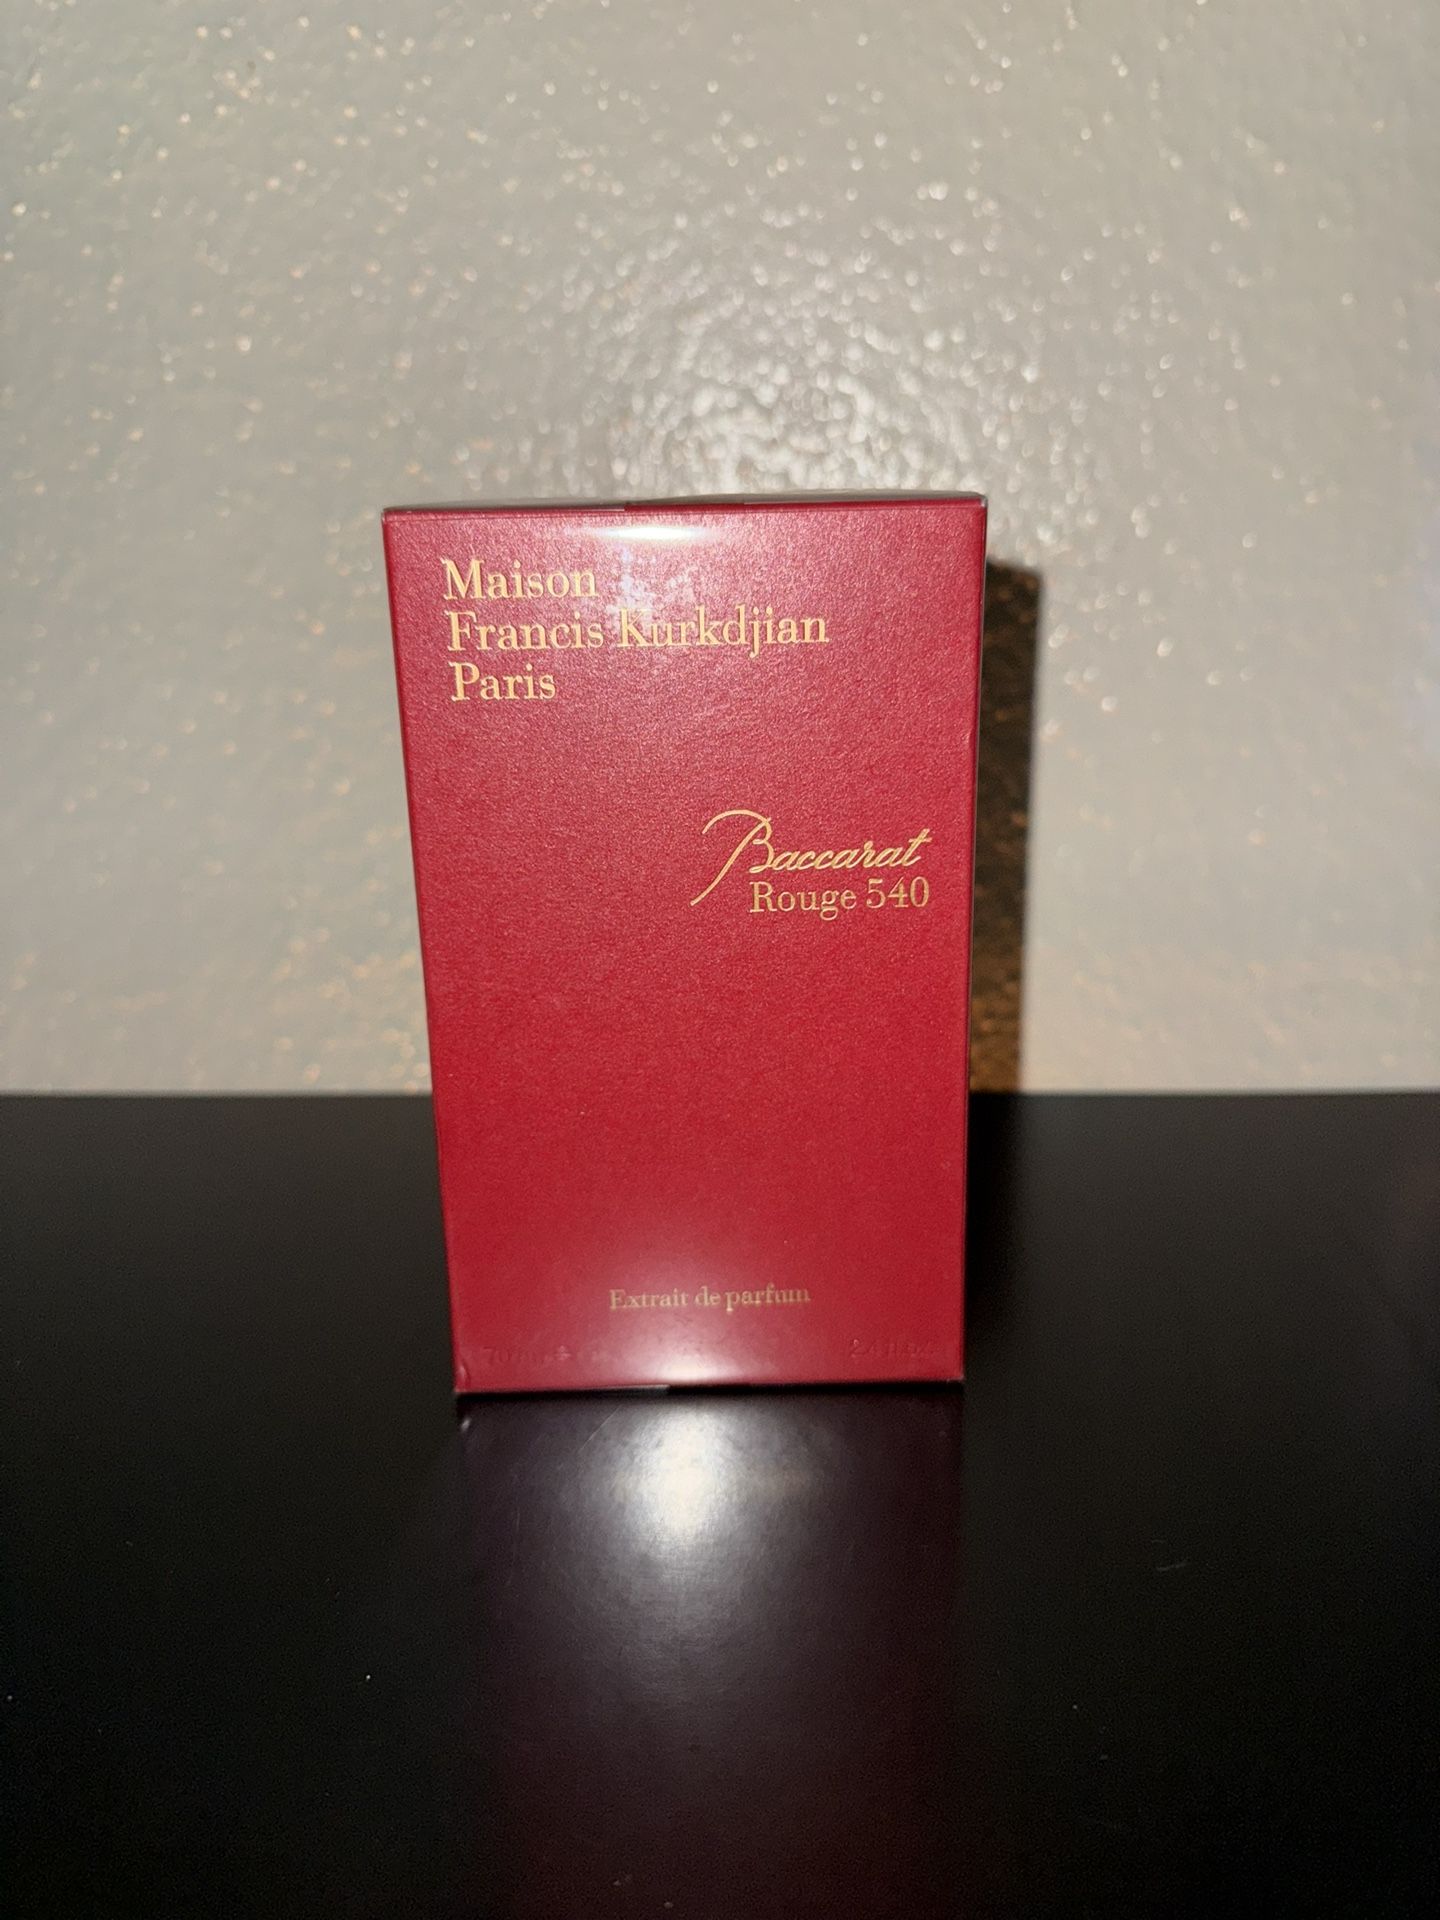 Maison
Francis Kurkdjian
Paris
Baccarat
Rouge 540
Extrait de parfum